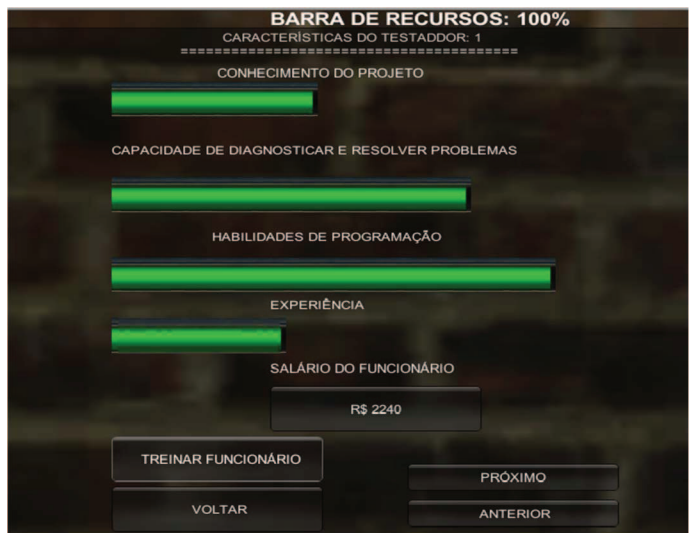 BARRA DE RECURSOS: 100%
CARACTERÍSTICAS DO TESTADDOR: 1
========================================
CONHECIMENTO DO PROJETO
CAPACIDADE DE DIAGNOSTICAR E RESOLVER PROBLEMAS
HABILIDADES DE PROGRAMAÇÃO
EXPERIÊNCIA
SALÁRIO DO FUNCIONÁRIO
R$ 2240
TREINAR FUNCIONÁRIO
PRÓXIMO
VOLTAR
ANTERIOR